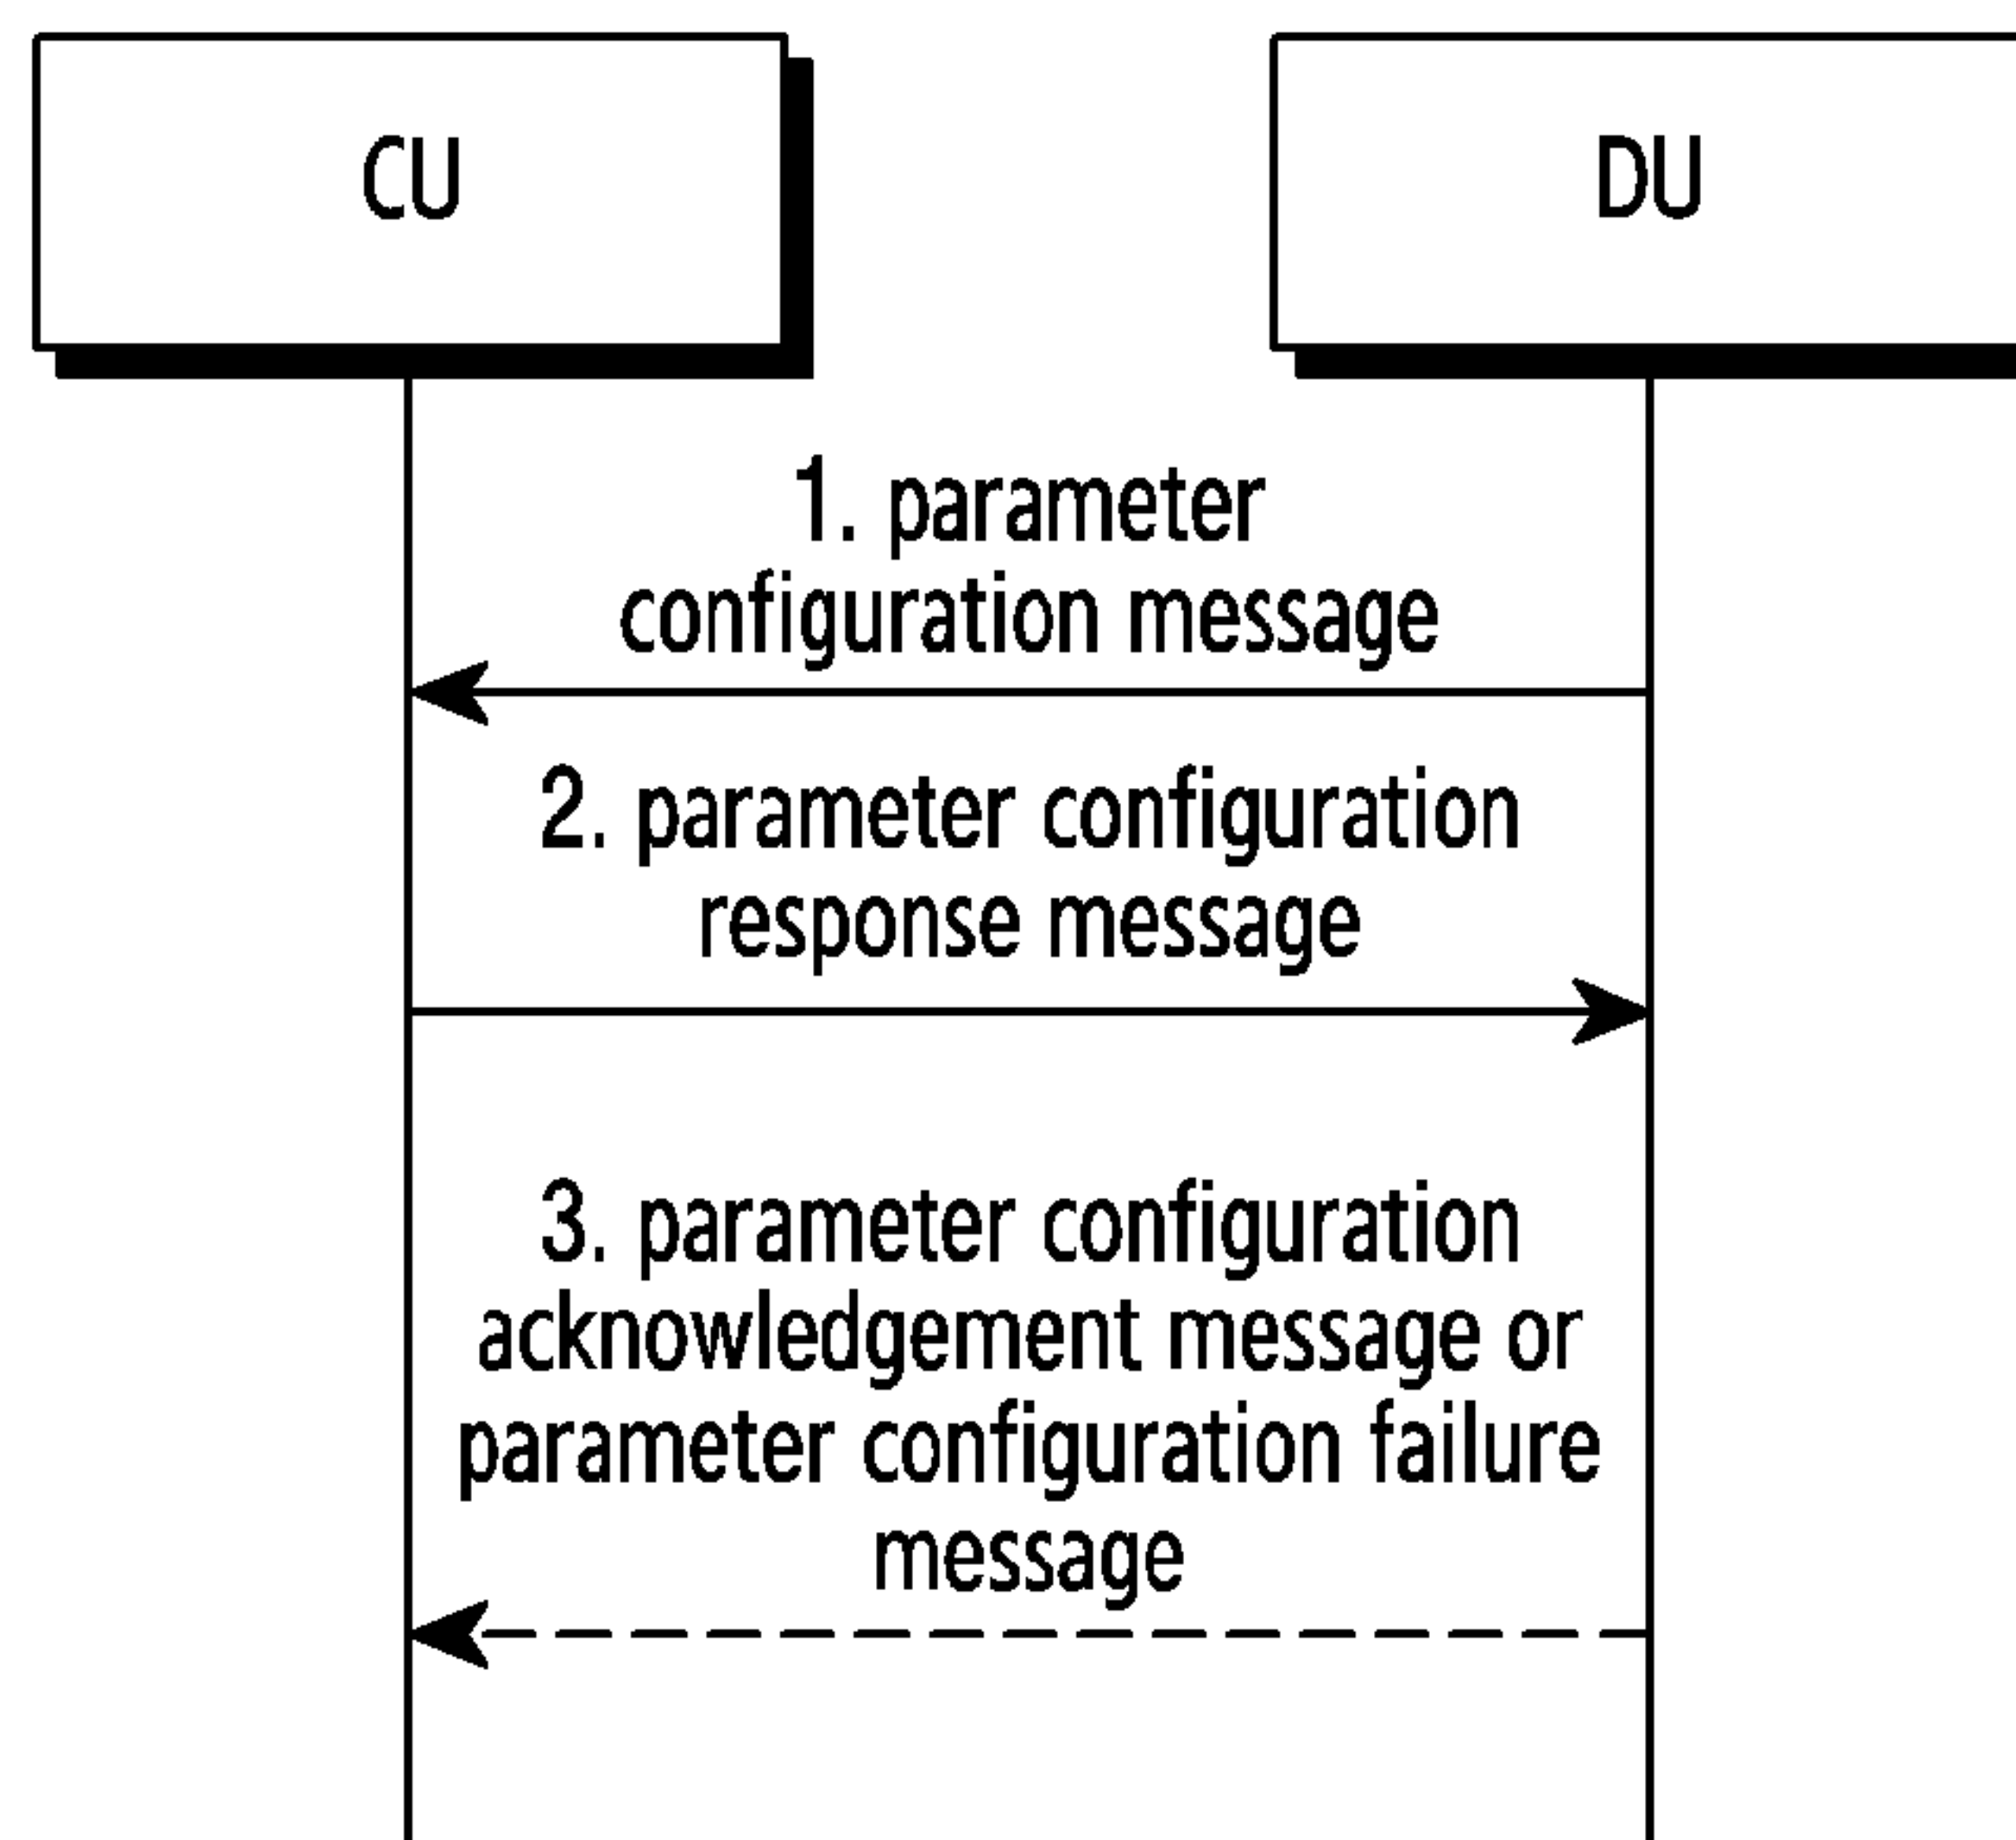 CU
DU
1. parameter
configuration message
2. parameter configuration
response message
3. parameter configuration
acknowledgement message or
parameter configuration failure
message